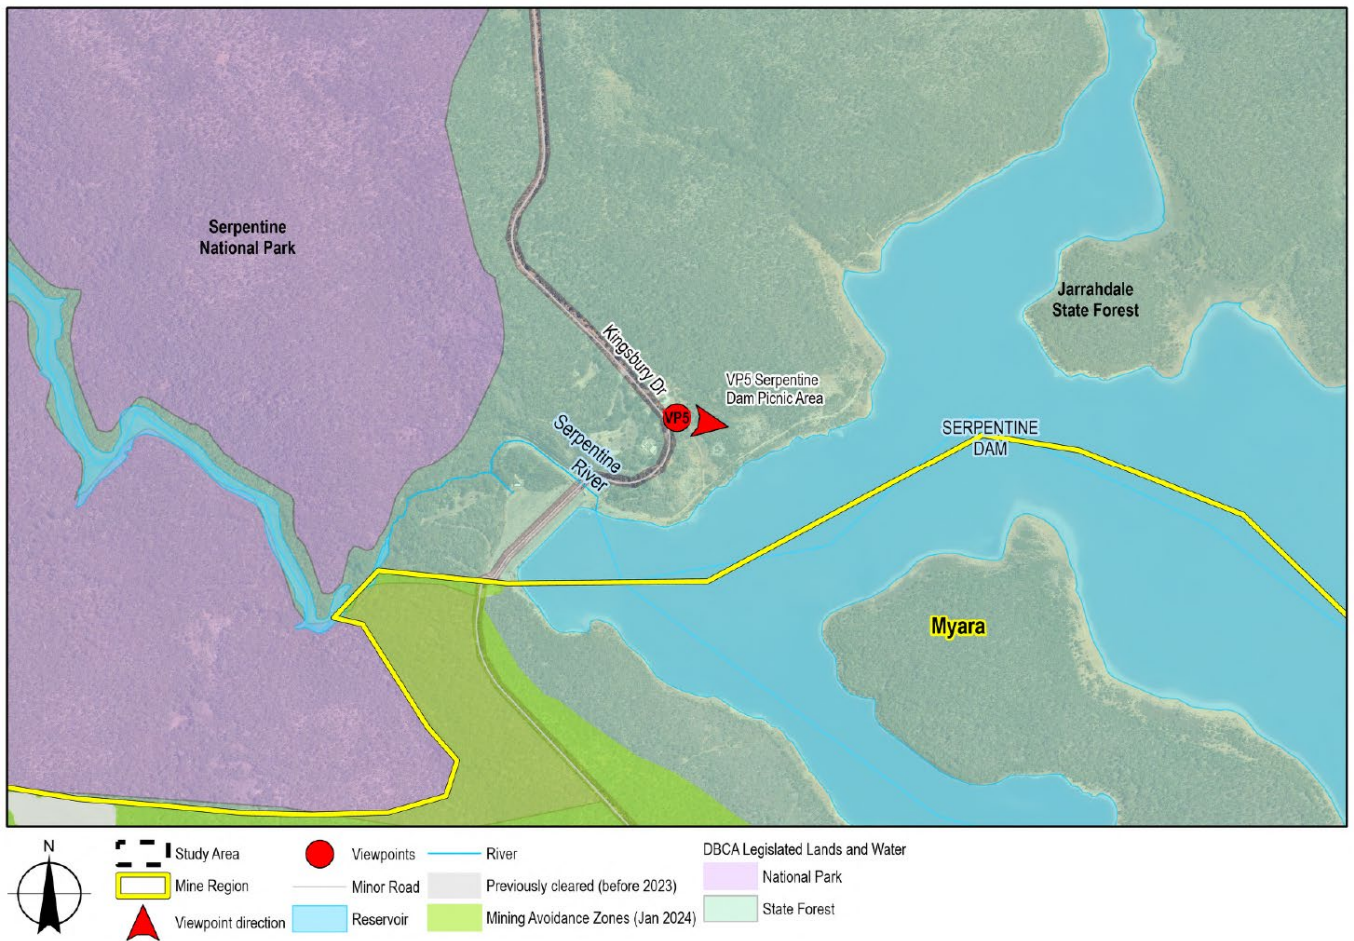 Serpentine
National Park
Jarrahdale
State Forest
Kingsbury Dr
VP5 Serpentine
Dam Picnic Area
VP5
Serpentine
River
SERPENTINE
DAM
Myara
N
Study Area
Mine Region
Viewpoint direction
Viewpoints
Minor Road
Reservoir
River
Previously cleared (before 2023)
Mining Avoidance Zones (Jan 2024)
DBCA Legislated Lands and Water
National Park
State Forest